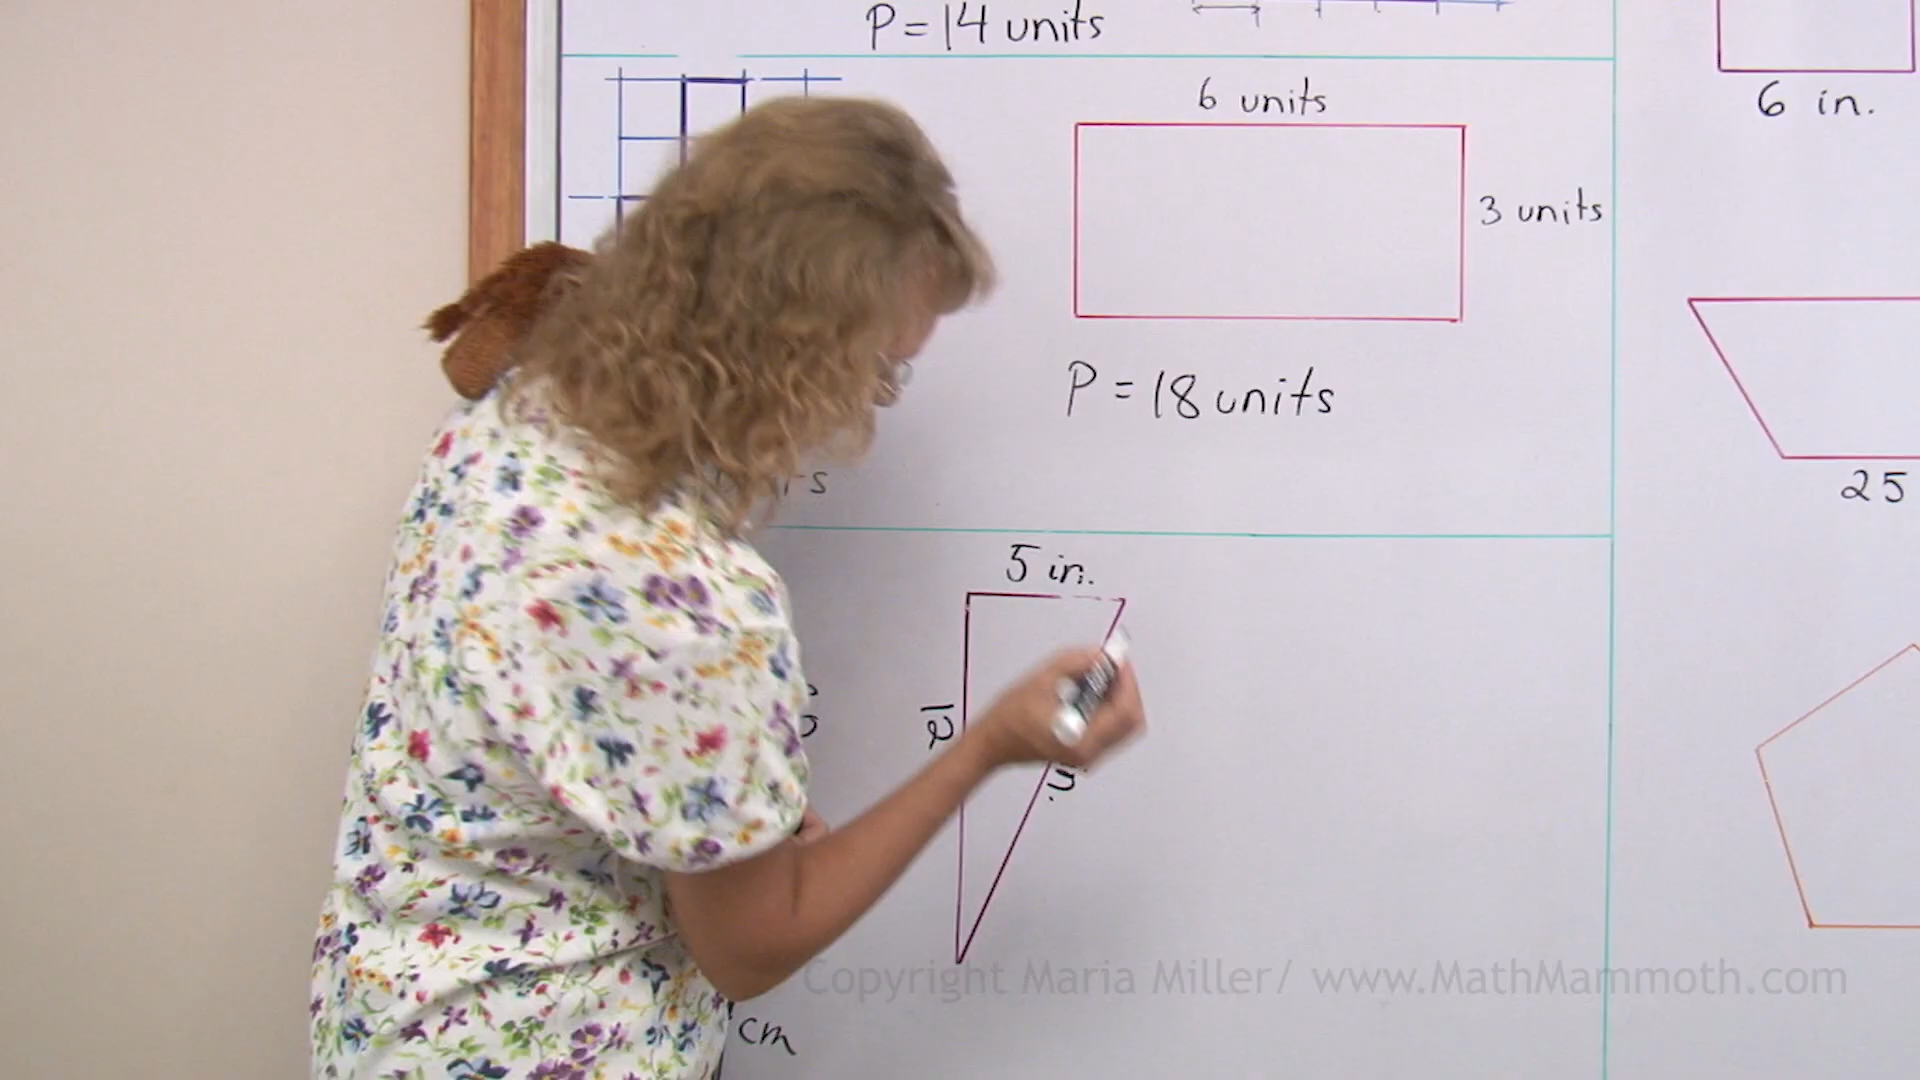 P = 14 units
6 units
6 in.
3 units
P = 18 units
25
5 in.
12
cm
Copyright Maria Miller/ www.MathMammoth.com